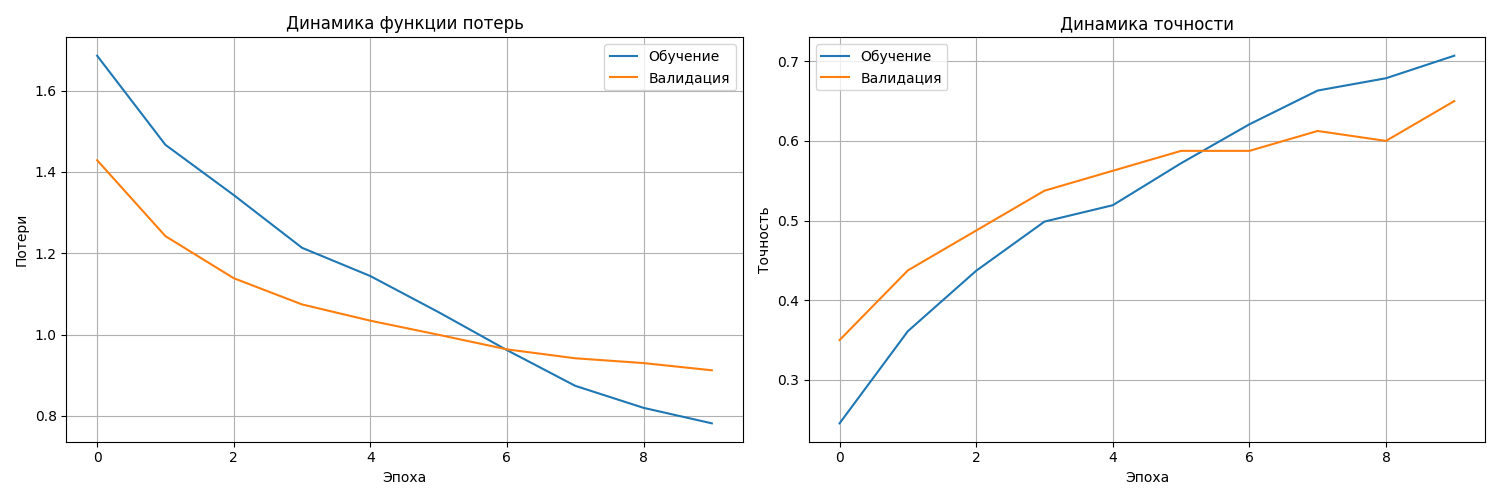 Динамика функции потерь
Обучение
Валидация
1.6
1.4
1.2
1.0
0.8
Потери
0
2
4
6
8
Эпоха
Динамика точности
Обучение
Валидация
0.7
0.6
0.5
0.4
0.3
Точность
0
2
4
6
8
Эпоха